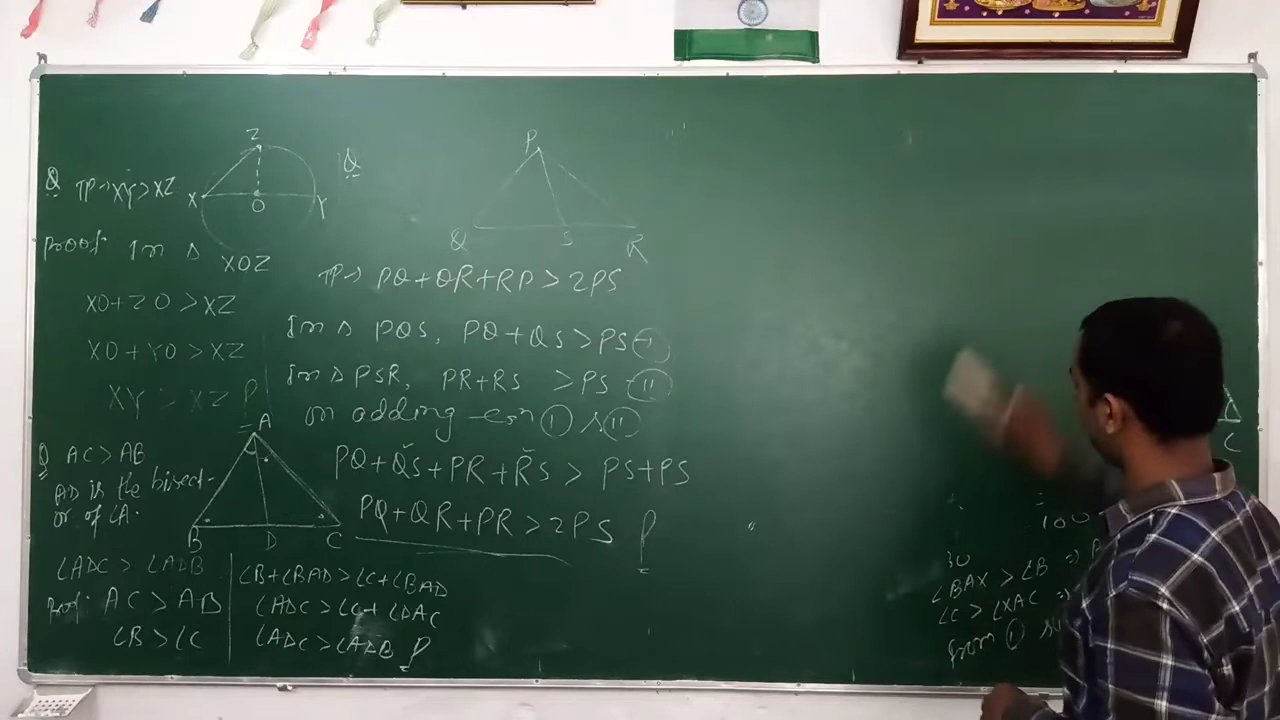 Z
Q TP→ XY > XZ X O Y
Proof: In Δ XOZ
XO + ZO > XZ
XO + YO > XZ
XY > XZ P
Q AC > AB
AD is the bisect-
or of ∠A.
A
B D C
∠ADC > ∠ADB
Proof: AC > AB
∠B > ∠C
∠B + ∠BAD > ∠C + ∠BAD
∠ADC > ∠C + ∠DAC
∠ADC > ∠ADB P
Q
P
Q S R
TP→ PQ + QR + RP > 2PS
In Δ PQS, PQ + QS > PS - I
In Δ PSR, PR + RS > PS - II
on adding eqn I & II
PQ + QS + PR + RS > PS + PS
PQ + QR + PR > 2PS P
C
∠BAX > ∠B ⇒
∠C > ∠XAC ⇒
from I &